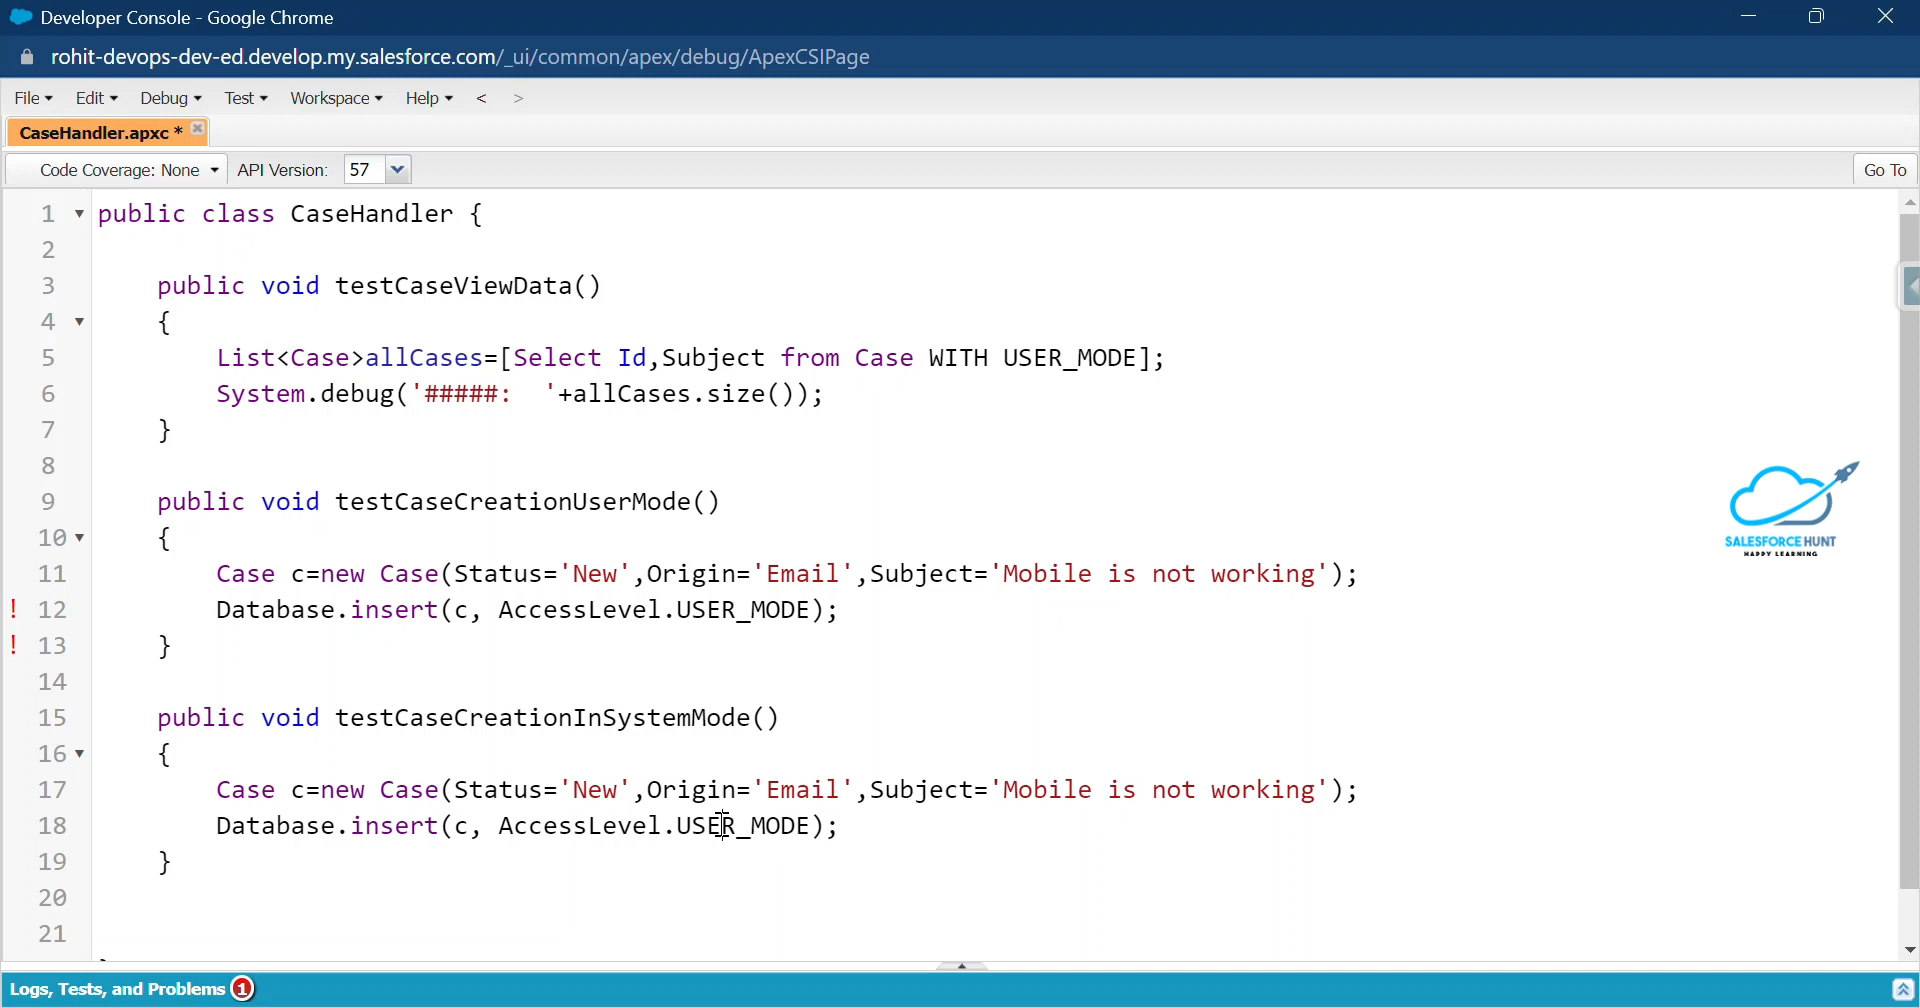 Developer Console - Google Chrome
rohit-devops-dev-ed.develop.my.salesforce.com/_ui/common/apex/debug/ApexCSIPage
File Edit Debug Test Workspace Help < >
CaseHandler.apxc *
Code Coverage: None API Version: 57 Go To
1 public class CaseHandler {
2
3 public void testCaseViewData()
4 {
5 List<Case>allCases=[Select Id,Subject from Case WITH USER_MODE];
6 System.debug('#####:  '+allCases.size());
7 }
8
9 public void testCaseCreationUserMode()
10 {
11 Case c=new Case(Status='New',Origin='Email',Subject='Mobile is not working');
! 12 Database.insert(c, AccessLevel.USER_MODE);
! 13 }
14
15 public void testCaseCreationInSystemMode()
16 {
17 Case c=new Case(Status='New',Origin='Email',Subject='Mobile is not working');
18 Database.insert(c, AccessLevel.USER_MODE);
19 }
20
21
SALESFORCE HUNT
HAPPY LEARNING
Logs, Tests, and Problems 1